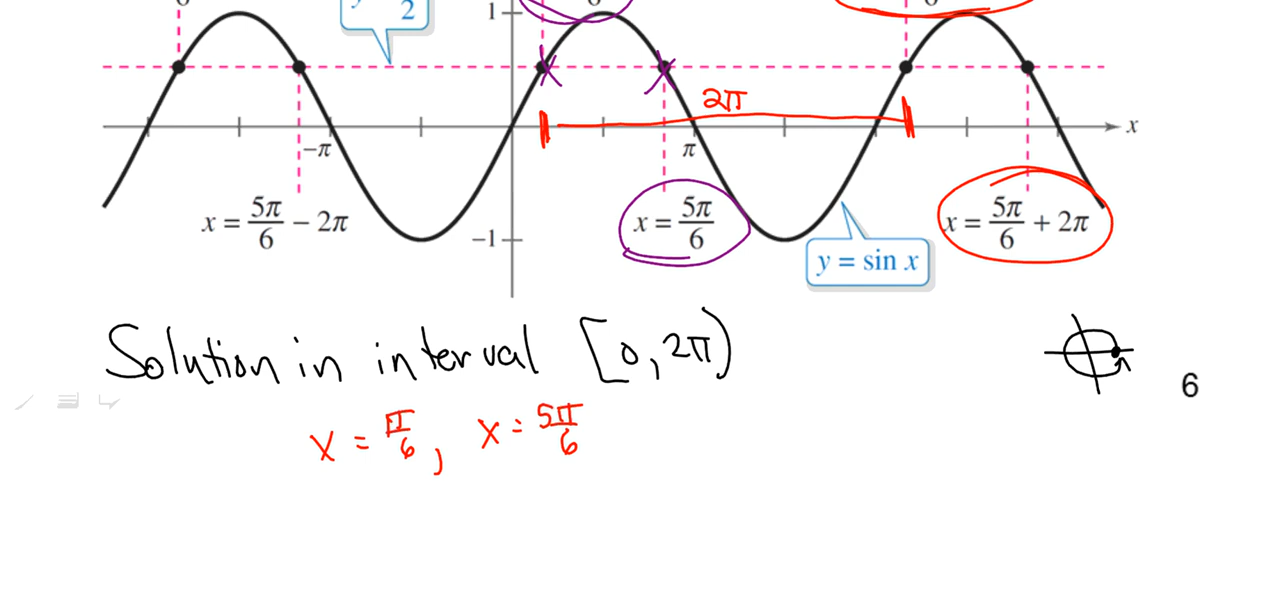 2
1
2π
x
−π
π
x = 5π/6 − 2π
x = 5π/6
x = 5π/6 + 2π
−1
y = sin x
Solution in interval [0, 2π)
6
x = π/6, x = 5π/6